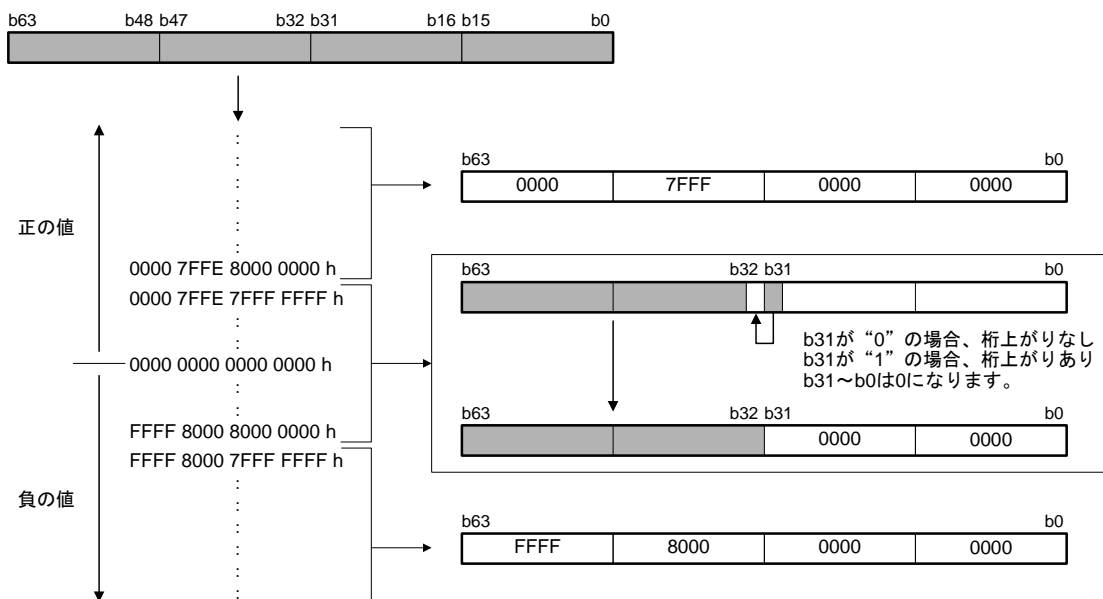 b63 b48 b47 b32 b31 b16 b15 b0
b63 b0
0000 7FFF 0000 0000
正の値
0000 7FFE 8000 0000 h
0000 7FFE 7FFF FFFF h
0000 0000 0000 0000 h
FFFF 8000 8000 0000 h
FFFF 8000 7FFF FFFF h
負の値
b63 b32 b31 b0
b31が“0”の場合、桁上がりなし
b31が“1”の場合、桁上がりあり
b31～b0は0になります。
b63 b32 b31 b0
0000 0000
b63 b0
FFFF 8000 0000 0000